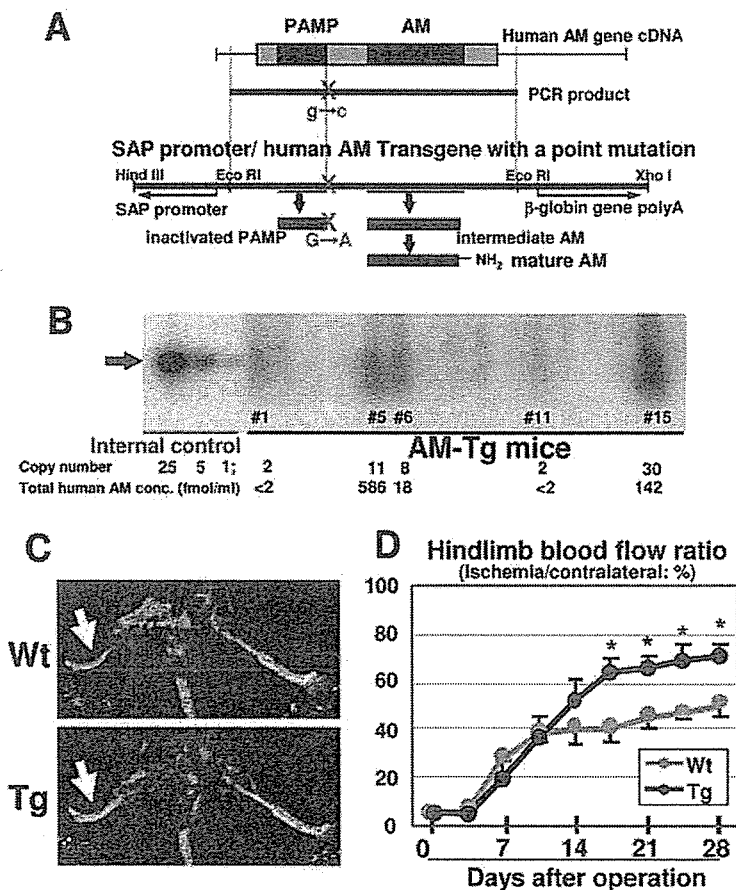 A
PAMP AM
Human AM gene cDNA
PCR product
g→c
SAP promoter/ human AM Transgene with a point mutation
Hind III Eco RI Eco RI Xho I
SAP promoter β-globin gene polyA
inactivated PAMP G→A intermediate AM
NH₂ mature AM
B
#1 #5 #6 #11 #15
Internal control AM-Tg mice
Copy number 25 5 1; 2 11 8 2 30
Total human AM conc. (fmol/ml) <2 586 18 <2 142
C
Wt
Tg
D
Hindlimb blood flow ratio
(Ischemia/contralateral: %)
100
80
60
40
20
0
* * * *
Wt
Tg
0 7 14 21 28
Days after operation